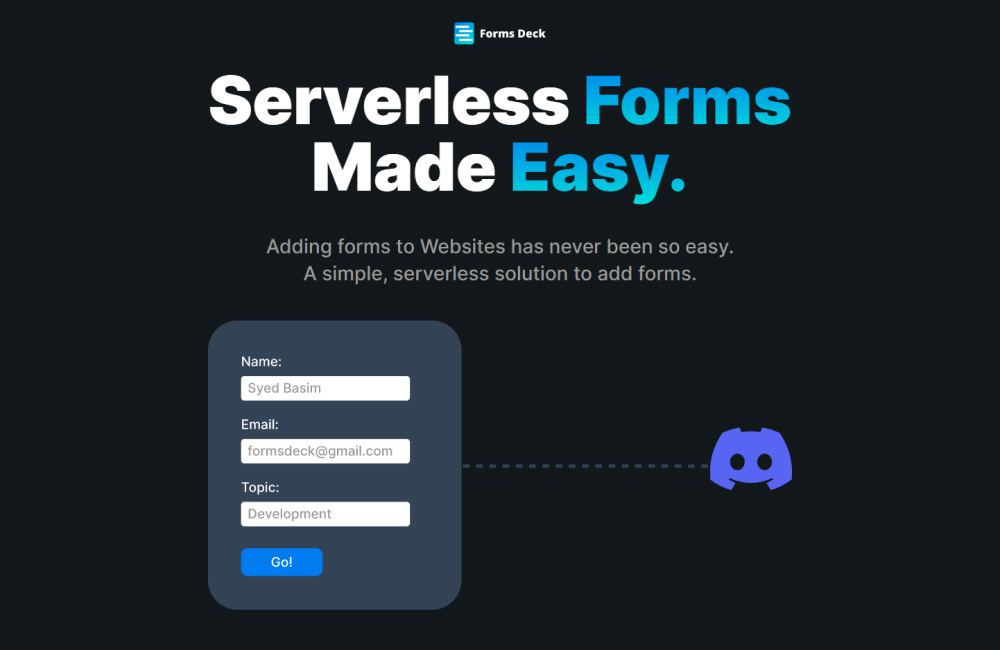 Forms Deck
Serverless Forms
Made Easy.
Adding forms to Websites has never been so easy.
A simple, serverless solution to add forms.
Name:
Syed Basim
Email:
formsdeck@gmail.com
Topic:
Development
Go!